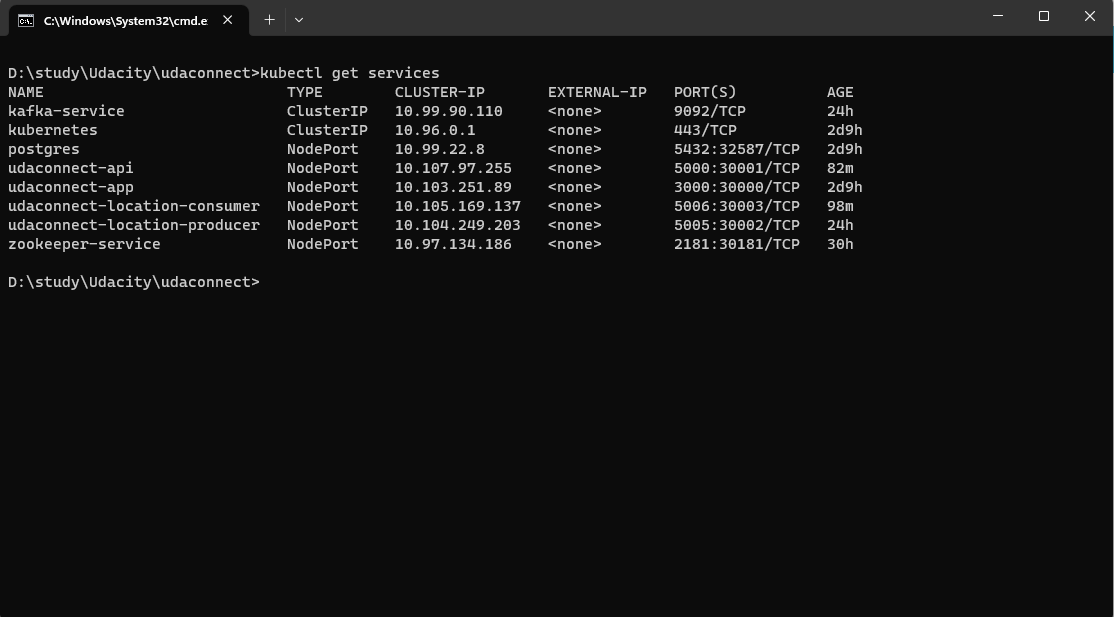 C:\Windows\System32\cmd.e
D:\study\Udacity\udaconnect>kubectl get services
NAME                           TYPE        CLUSTER-IP       EXTERNAL-IP   PORT(S)          AGE
kafka-service                  ClusterIP   10.99.90.110     <none>        9092/TCP         24h
kubernetes                     ClusterIP   10.96.0.1        <none>        443/TCP          2d9h
postgres                       NodePort    10.99.22.8       <none>        5432:32587/TCP   2d9h
udaconnect-api                 NodePort    10.107.97.255    <none>        5000:30001/TCP   82m
udaconnect-app                 NodePort    10.103.251.89    <none>        3000:30000/TCP   2d9h
udaconnect-location-consumer   NodePort    10.105.169.137   <none>        5006:30003/TCP   98m
udaconnect-location-producer   NodePort    10.104.249.203   <none>        5005:30002/TCP   24h
zookeeper-service              NodePort    10.97.134.186    <none>        2181:30181/TCP   30h
D:\study\Udacity\udaconnect>